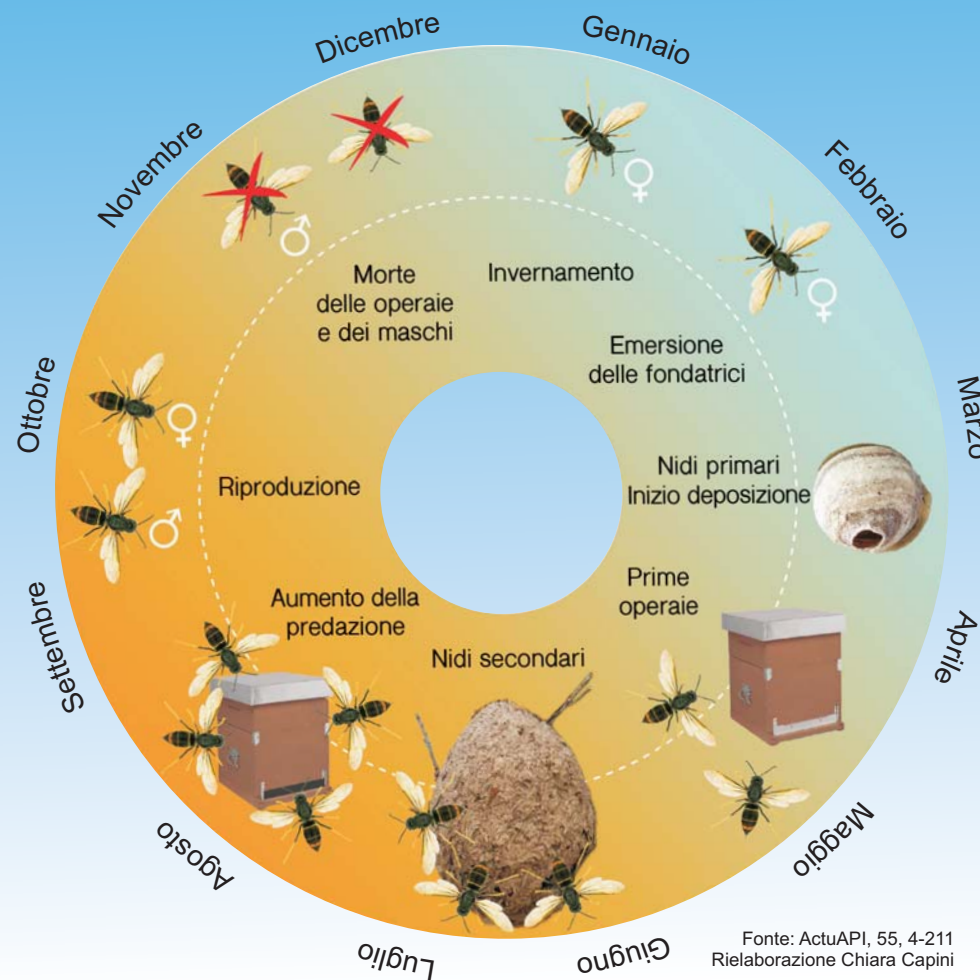 Gennaio
Febbraio
Marzo
Aprile
Maggio
Giugno
Luglio
Agosto
Settembre
Ottobre
Novembre
Dicembre
Invernamento
Emersione
delle fondatrici
Nidi primari
Inizio deposizione
Prime
operaie
Nidi secondari
Aumento della
predazione
Riproduzione
Morte
delle operaie
e dei maschi
Fonte: ActuAPI, 55, 4-211
Rielaborazione Chiara Capini